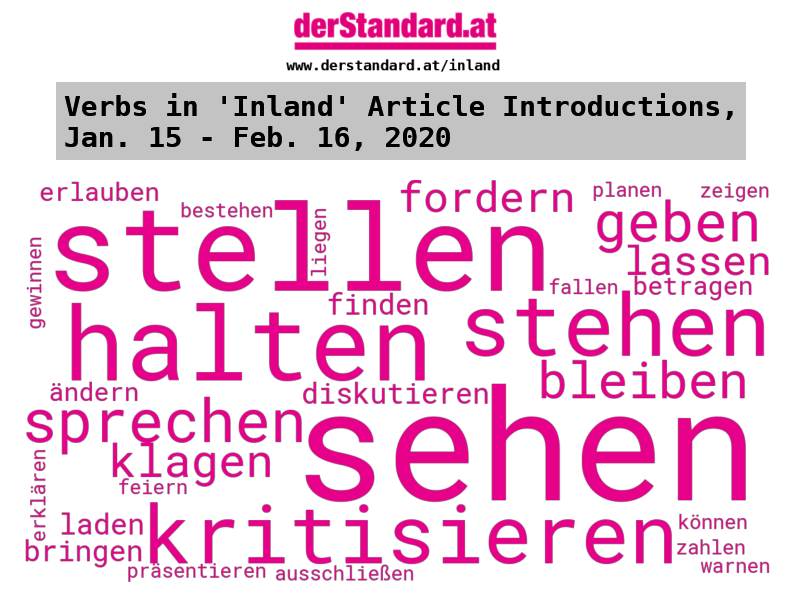 derStandard.at
www.derstandard.at/inland
Verbs in 'Inland' Article Introductions,
Jan. 15 - Feb. 16, 2020
erlauben
bestehen
fordern
planen
zeigen
stellen
liegen
geben
lassen
gewinnen
fallen
betragen
finden
halten
stehen
bleiben
ändern
diskutieren
sprechen
sehen
klagen
feiern
erklären
laden
kritisieren
können
bringen
zahlen
warnen
präsentieren
ausschließen